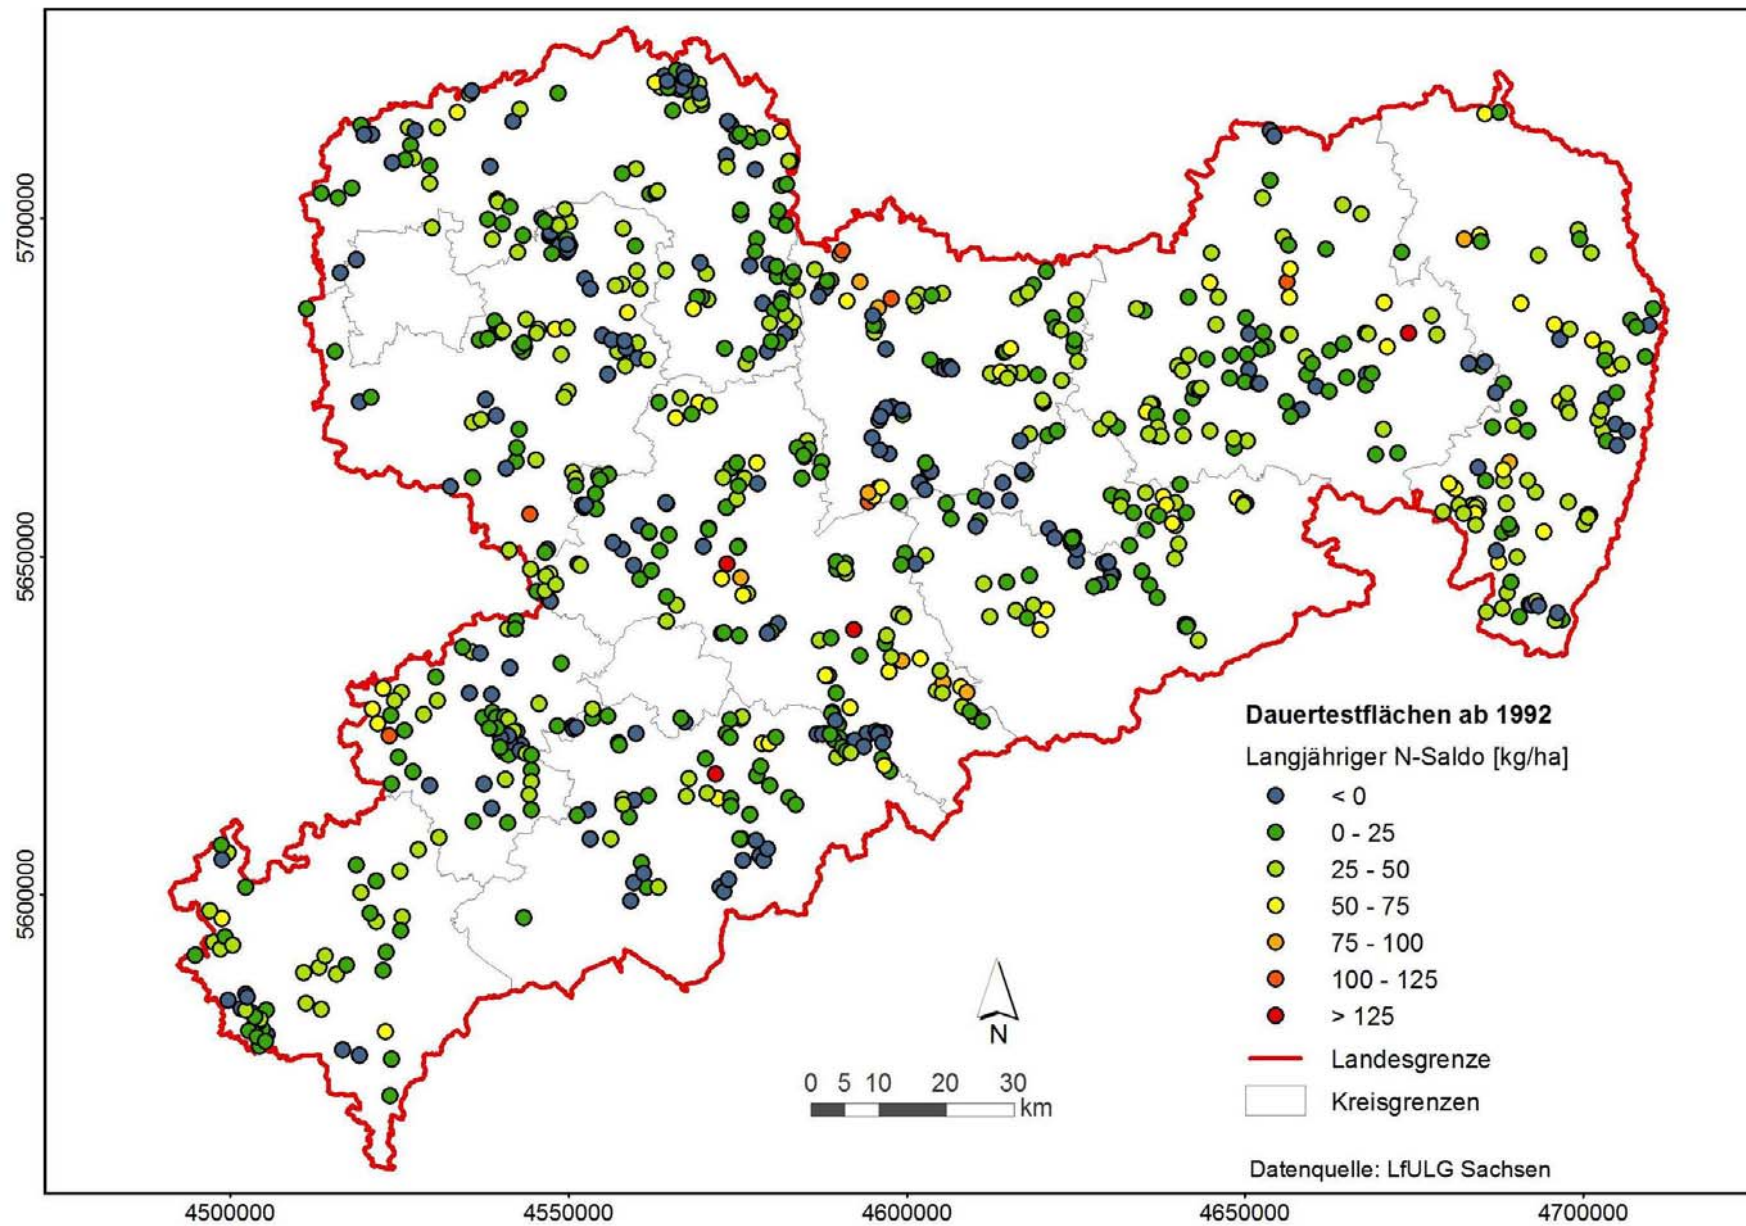 5700000
5650000
5600000
Dauertestflächen ab 1992
Langjähriger N-Saldo [kg/ha]
< 0
0 - 25
25 - 50
50 - 75
75 - 100
100 - 125
> 125
Landesgrenze
Kreisgrenzen
N
0 5 10 20 30
km
Datenquelle: LfULG Sachsen
4500000 4550000 4600000 4650000 4700000